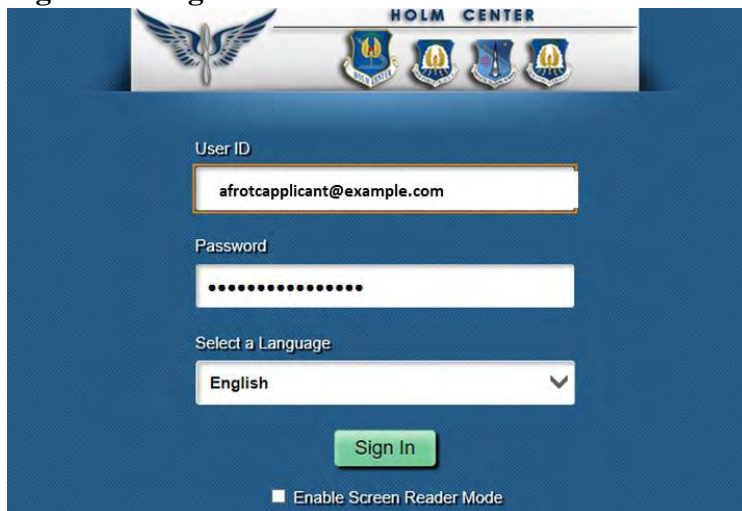 HOLM CENTER
User ID
afrotcapplicant@example.com
Password
••••••••••••••••
Select a Language
English
Sign In
Enable Screen Reader Mode